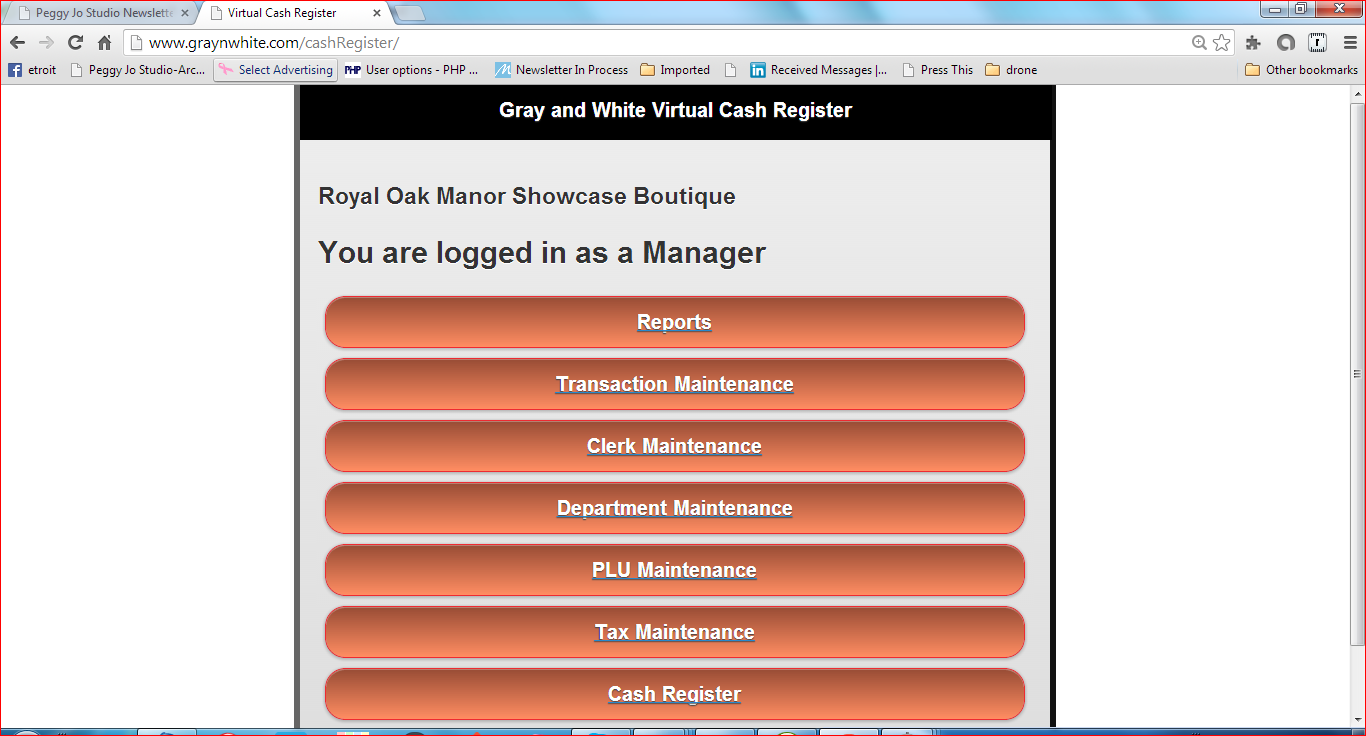 Peggy Jo Studio Newslette
Virtual Cash Register
www.graynwhite.com/cashRegister/
etroit
Peggy Jo Studio-Arc...
Select Advertising
PHP
User options - PHP ...
Newsletter In Process
Imported
Received Messages |...
Press This
drone
Other bookmarks
Gray and White Virtual Cash Register
Royal Oak Manor Showcase Boutique
You are logged in as a Manager
Reports
Transaction Maintenance
Clerk Maintenance
Department Maintenance
PLU Maintenance
Tax Maintenance
Cash Register